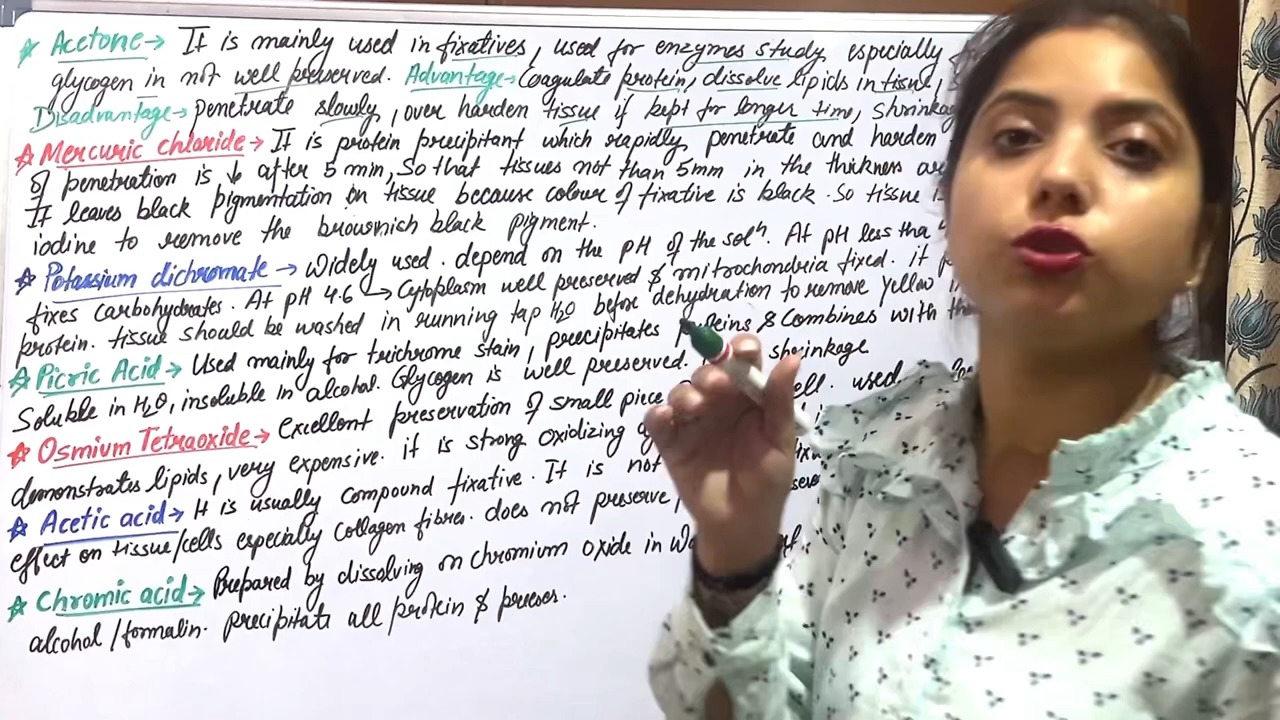 Acetone → It is mainly used in fixatives, used for enzymes study, especially
glycogen in not well preserved. Advantage → Coagulate protein, dissolve lipids in tissue,
Disadvantage → penetrate slowly, over harden tissue if kept for longer time, shrinkag
Mercuric chloride → It is protein precipitant which rapidly penetrate and harden
of penetration is ↓ after 5 min, So that tissues not than 5mm in the thickness are
If leaves black pigmentation on tissue because colour of fixative is black. So tissue is
iodine to remove the brownish black pigment.
Potassium dichromate → Widely used. depend on the pH of the solⁿ. At pH less tha
fixes carbohydrates. At pH 4.6 → Cytoplasm well preserved & mitrochondria fixed. it
protein. tissue should be washed in running tap H₂O before dehydration to remove yellow
Picric Acid → Used mainly for trichrome stain, precipitates proteins & Combines with
Soluble in H₂O, insoluble in alcohol. Glycogen is well preserved. shrinkage
Osmium Tetraoxide → Excellent preservation of small piece ell. used
demonstrates lipids, very expensive. it is strong oxidizing
Acetic acid → It is usually compound fixative. It is not
effect on tissue/cells especially Collagen fibres. does not preserve
Chromic acid → Prepared by dissolving on chromium oxide in
alcohol/formalin. precipitate all protein & preser.